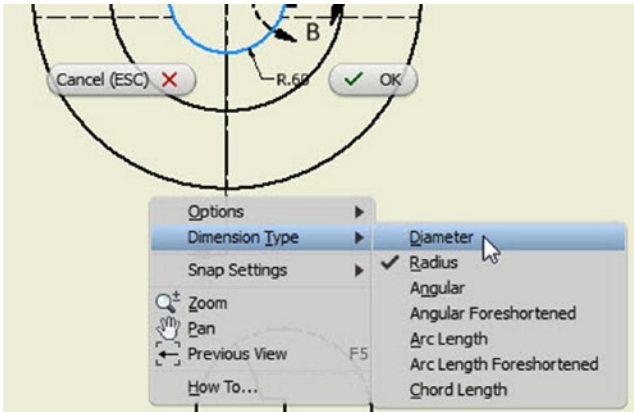 B
Cancel (ESC)
R.60
OK
Options
Dimension Type
Snap Settings
Zoom
Pan
Previous View F5
How To...
Diameter
Radius
Angular
Angular Foreshortened
Arc Length
Arc Length Foreshortened
Chord Length